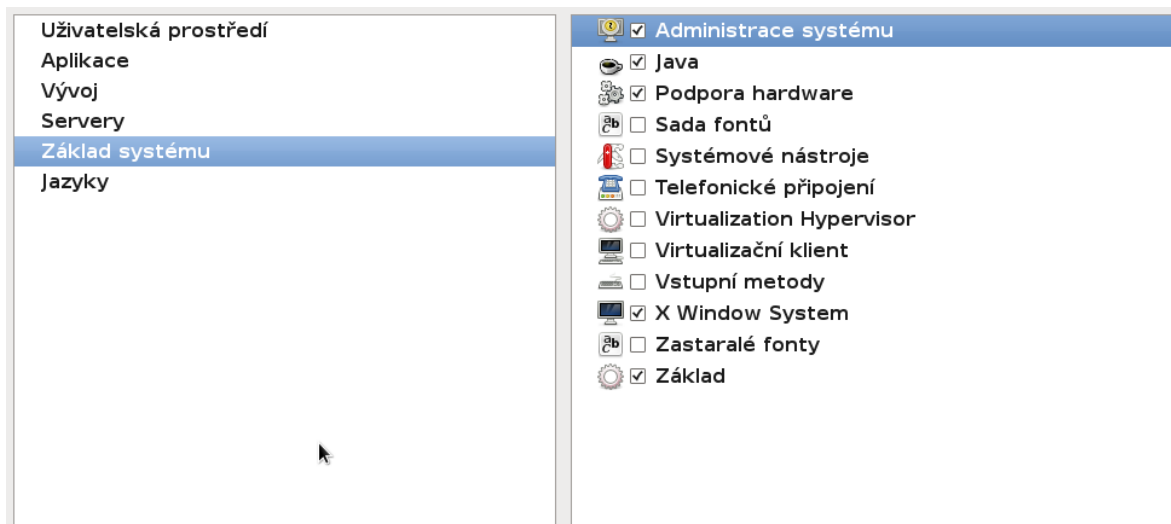 Uživatelská prostředí
Aplikace
Vývoj
Servery
Základ systému
Jazyky
Administrace systému
Java
Podpora hardware
Sada fontů
Systémové nástroje
Telefonické připojení
Virtualization Hypervisor
Virtualizační klient
Vstupní metody
X Window System
Zastaralé fonty
Základ